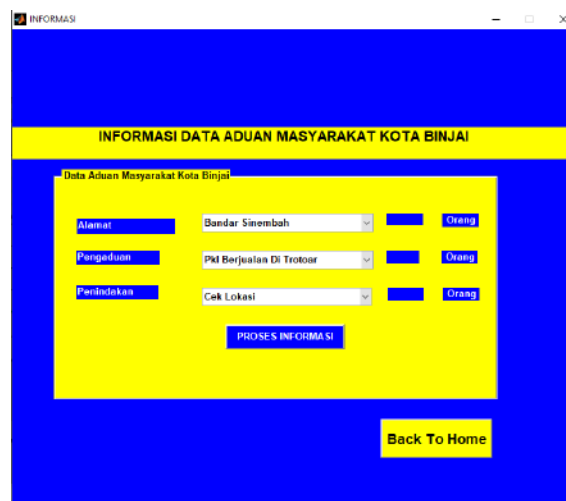 INFORMASI
INFORMASI DATA ADUAN MASYARAKAT KOTA BINJAI
Data Aduan Masyarakat Kota Binjai
Alamat Bandar Sinembah Orang
Pengaduan Pkl Berjualan Di Trotoar Orang
Penindakan Cek Lokasi Orang
PROSES INFORMASI
Back To Home